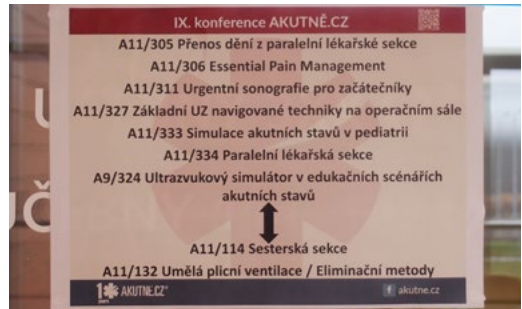 IX. konference AKUTNĚ.CZ
A11/305 Přenos dění z paralelní lékařské sekce
A11/306 Essential Pain Management
A11/311 Urgentní sonografie pro začátečníky
A11/327 Základní UZ navigované techniky na operačním sále
A11/333 Simulace akutních stavů v pediatrii
A11/334 Paralelní lékařská sekce
A9/324 Ultrazvukový simulátor v edukačních scénářích
akutních stavů
A11/114 Sesterská sekce
A11/132 Umělá plicní ventilace / Eliminační metody
AKUTNE.CZ
akutne.cz